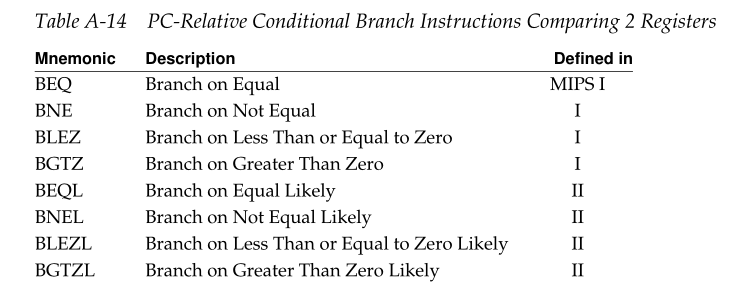 Table A-14 PC-Relative Conditional Branch Instructions Comparing 2 Registers
Mnemonic Description Defined in
BEQ Branch on Equal MIPS I
BNE Branch on Not Equal I
BLEZ Branch on Less Than or Equal to Zero I
BGTZ Branch on Greater Than Zero I
BEQL Branch on Equal Likely II
BNEL Branch on Not Equal Likely II
BLEZL Branch on Less Than or Equal to Zero Likely II
BGTZL Branch on Greater Than Zero Likely II